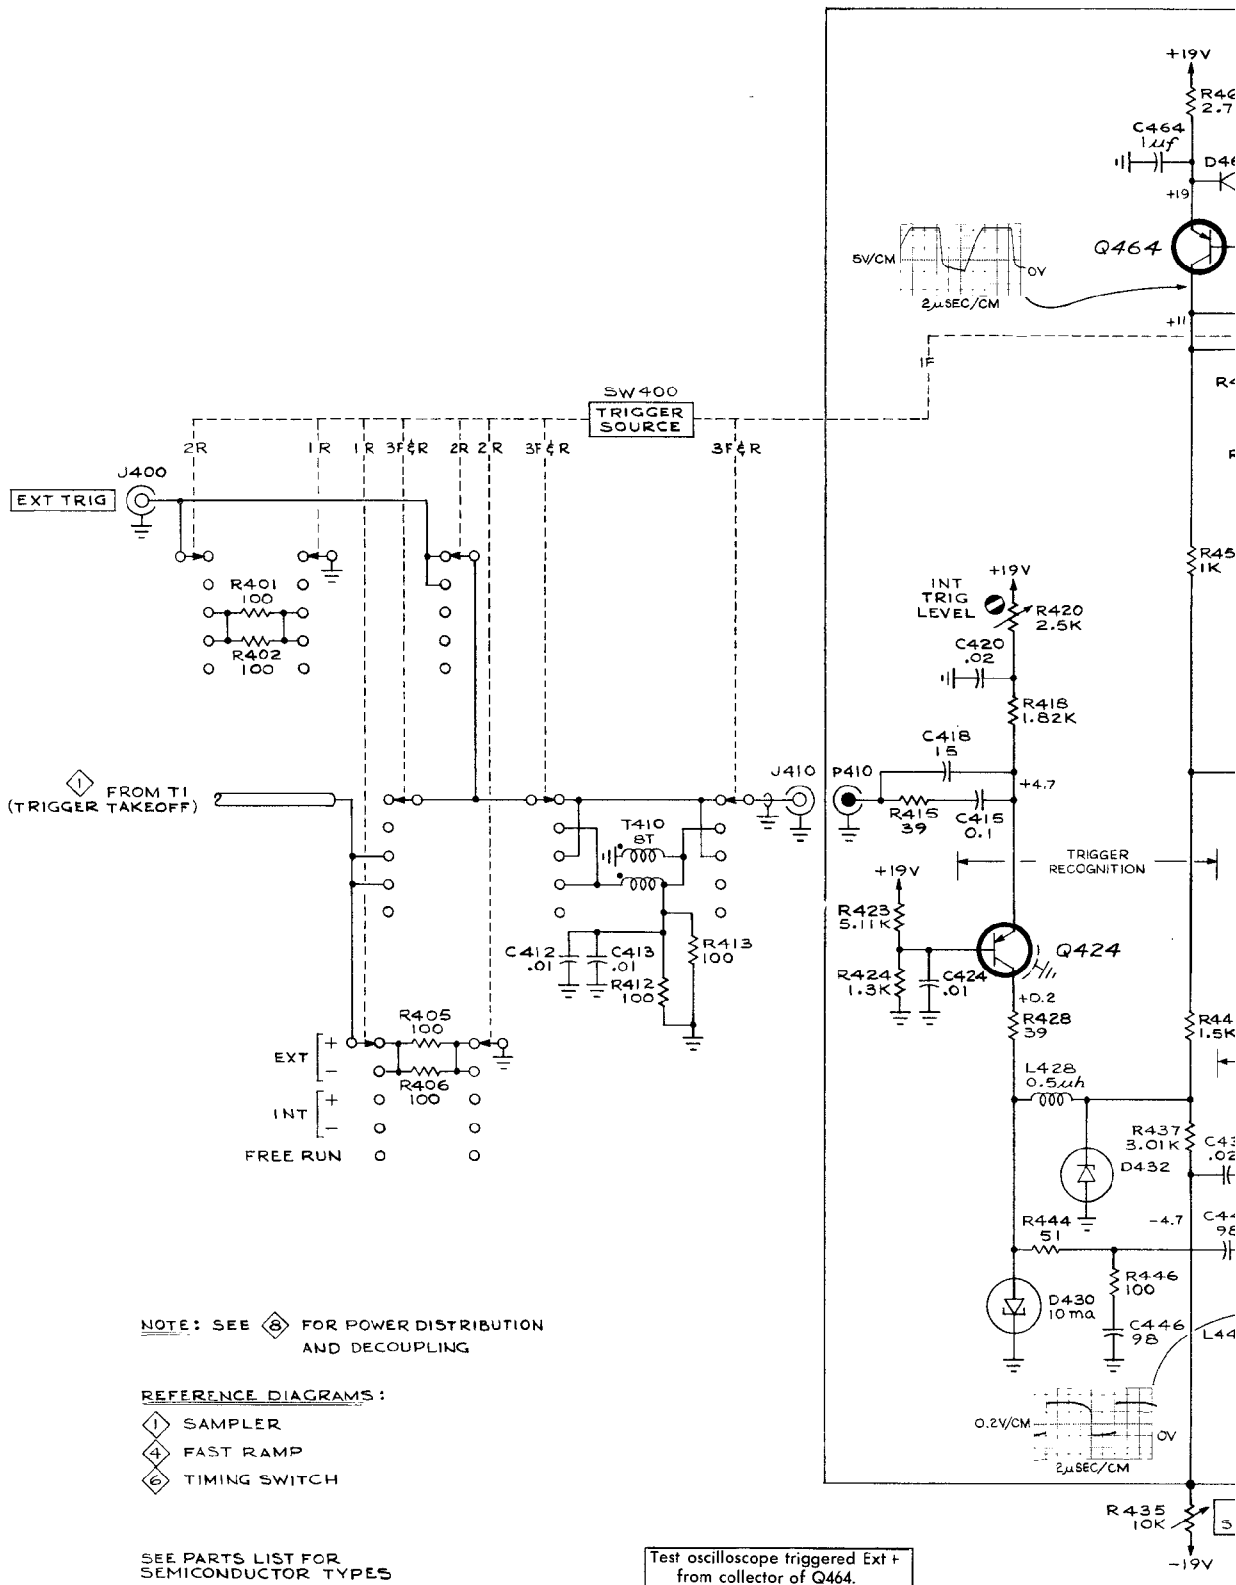 +19V
R46
2.7
C464
1µf
D46
+19
Q464
5V/CM
0V
2µSEC/CM
+11
1F
SW400
TRIGGER
SOURCE
R4
2R
1R
1R
3F&R
2R
2R
3F&R
3F&R
R
J400
EXT TRIG
R401
100
R402
100
R45
1K
+19V
INT
TRIG
LEVEL
R420
2.5K
C420
.02
R418
1.82K
C418
15
1
FROM T1
(TRIGGER TAKEOFF)
J410
P410
+4.7
R415
39
C415
0.1
T410
8T
TRIGGER
RECOGNITION
+19V
R423
5.11K
Q424
C412
.01
C413
.01
R413
100
R412
100
R424
1.3K
C424
.01
+0.2
R428
39
R44
1.5K
R405
100
EXT
+
-
R406
100
INT
+
-
FREE RUN
L428
0.5µh
R437
3.01K
C43
.02
D432
-4.7
R444
51
C44
98
R446
100
D430
10ma
C446
98
L44
NOTE: SEE 8 FOR POWER DISTRIBUTION
AND DECOUPLING
REFERENCE DIAGRAMS:
1 SAMPLER
4 FAST RAMP
6 TIMING SWITCH
0.2V/CM
0V
2µSEC/CM
R435
10K
S
-19V
SEE PARTS LIST FOR
SEMICONDUCTOR TYPES
Test oscilloscope triggered Ext +
from collector of Q464.